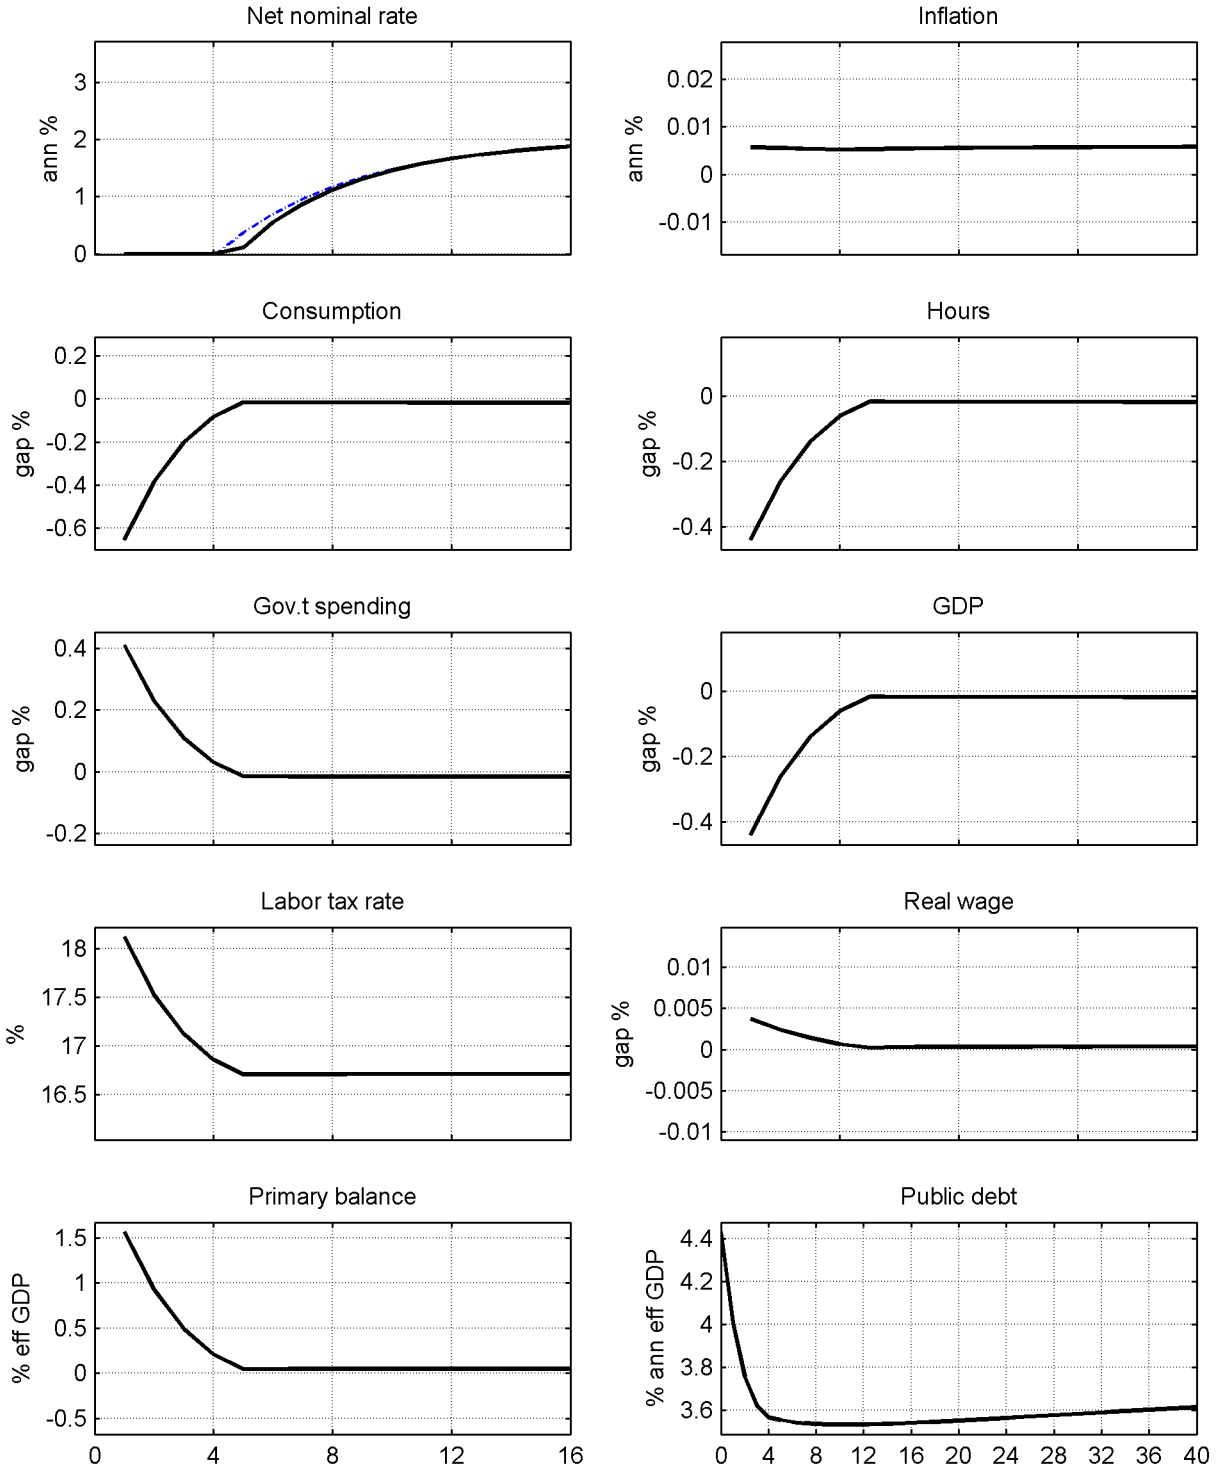 Net nominal rate
ann %
3
2
1
0
Inflation
ann %
0.02
0.01
0
-0.01
Consumption
gap %
0.2
0
-0.2
-0.4
-0.6
Hours
gap %
0
-0.2
-0.4
Gov.t spending
gap %
0.4
0.2
0
-0.2
GDP
gap %
0
-0.2
-0.4
Labor tax rate
%
18
17.5
17
16.5
Real wage
gap %
0.01
0.005
0
-0.005
-0.01
Primary balance
% eff GDP
1.5
1
0.5
0
-0.5
0 4 8 12 16
Public debt
% ann eff GDP
4.4
4.2
4
3.8
3.6
0 4 8 12 16 20 24 28 32 36 40